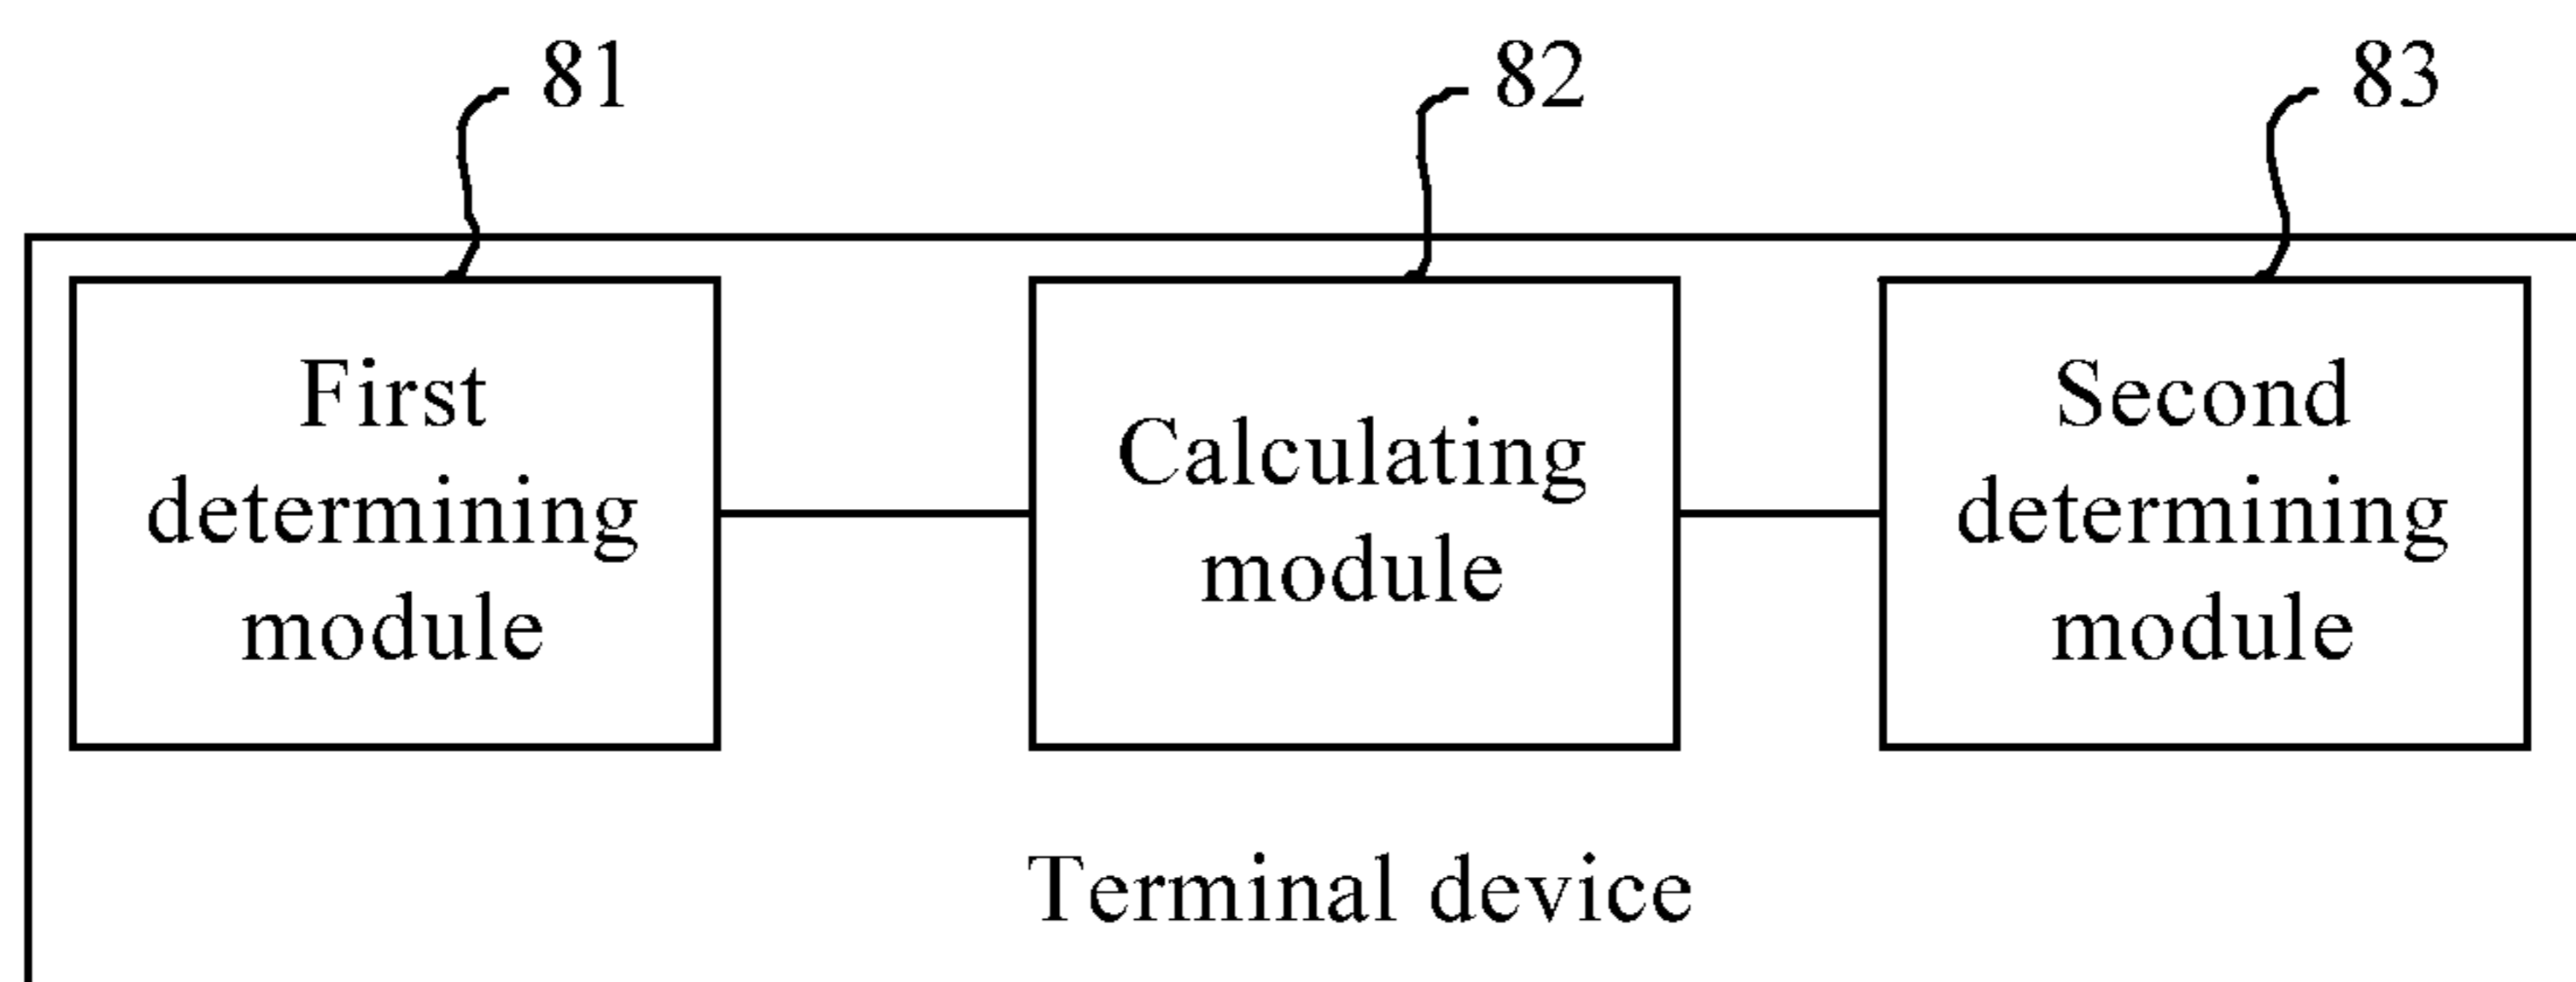 81
82
83
First
determining
module
Calculating
module
Second
determining
module
Terminal device